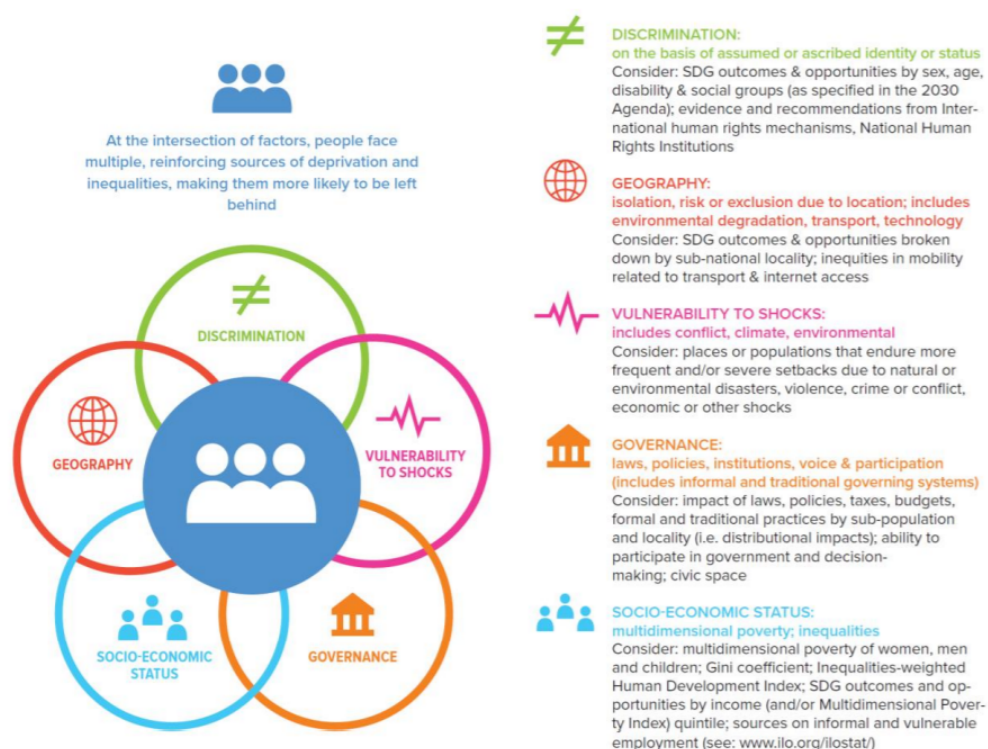 At the intersection of factors, people face
multiple, reinforcing sources of deprivation and
inequalities, making them more likely to be left
behind
DISCRIMINATION
GEOGRAPHY
VULNERABILITY
TO SHOCKS
SOCIO-ECONOMIC
STATUS
GOVERNANCE
DISCRIMINATION:
on the basis of assumed or ascribed identity or status
Consider: SDG outcomes & opportunities by sex, age,
disability & social groups (as specified in the 2030
Agenda); evidence and recommendations from Inter-
national human rights mechanisms, National Human
Rights Institutions
GEOGRAPHY:
isolation, risk or exclusion due to location; includes
environmental degradation, transport, technology
Consider: SDG outcomes & opportunities broken
down by sub-national locality; inequities in mobility
related to transport & internet access
VULNERABILITY TO SHOCKS:
includes conflict, climate, environmental
Consider: places or populations that endure more
frequent and/or severe setbacks due to natural or
environmental disasters, violence, crime or conflict,
economic or other shocks
GOVERNANCE:
laws, policies, institutions, voice & participation
(includes informal and traditional governing systems)
Consider: impact of laws, policies, taxes, budgets,
formal and traditional practices by sub-population
and locality (i.e. distributional impacts); ability to
participate in government and decision-
making; civic space
SOCIO-ECONOMIC STATUS:
multidimensional poverty; inequalities
Consider: multidimensional poverty of women, men
and children; Gini coefficient; Inequalities-weighted
Human Development Index; SDG outcomes and op-
portunities by income (and/or Multidimensional Pover-
ty Index) quintile; sources on informal and vulnerable
employment (see: www.ilo.org/ilostat/)